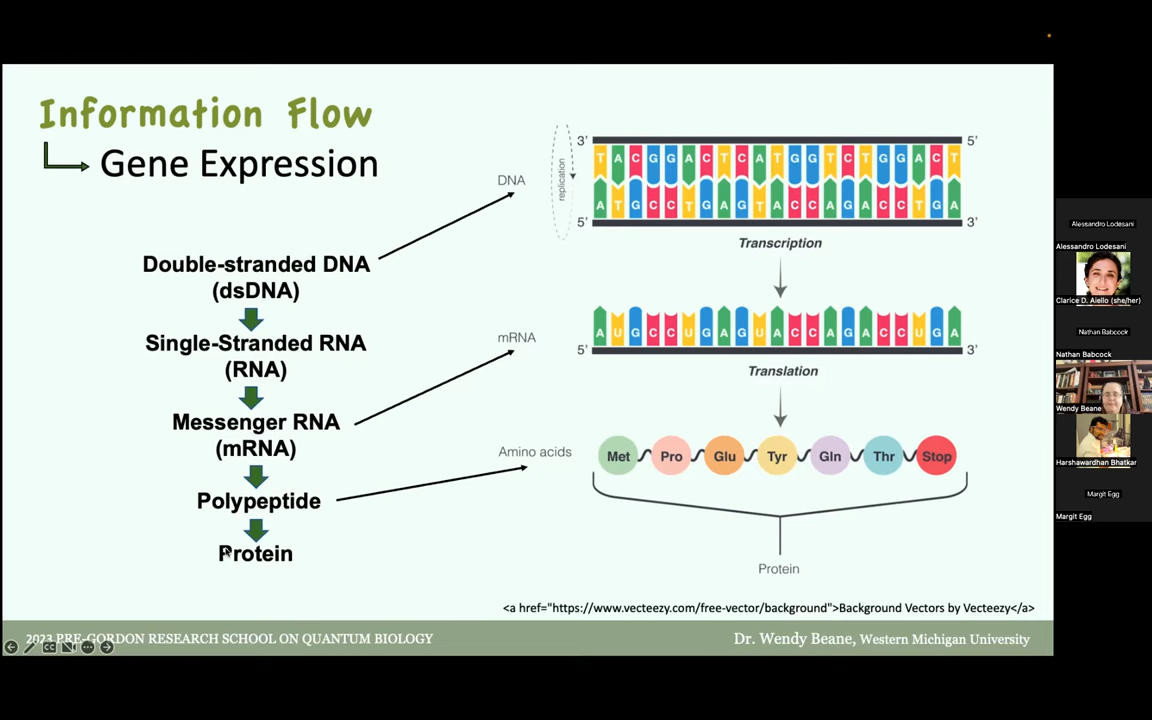 Information Flow
Gene Expression
Double-stranded DNA
(dsDNA)
Single-Stranded RNA
(RNA)
Messenger RNA
(mRNA)
Polypeptide
Protein
DNA
replication
3’ 5’
T A C G G A C T C A T G G T C T G G A C T
A T G C C T G A G T A C C A G A C C T G A
5’ 3’
Transcription
mRNA
A U G C C U G A G U A C C A G A C C U G A
5’ 3’
Translation
Amino acids
Met Pro Glu Tyr Gln Thr Stop
Protein
<a href="https://www.vecteezy.com/free-vector/background">Background Vectors by Vecteezy</a>
2023 PRE-GORDON RESEARCH SCHOOL ON QUANTUM BIOLOGY
Dr. Wendy Beane, Western Michigan University
CC
Alessandro Lodesani
Alessandro Lodesani
Clarice D. Aiello (she/her)
Nathan Babcock
Nathan Babcock
Wendy Beane
Harshawardhan Bhatkar
Margit Egg
Margit Egg